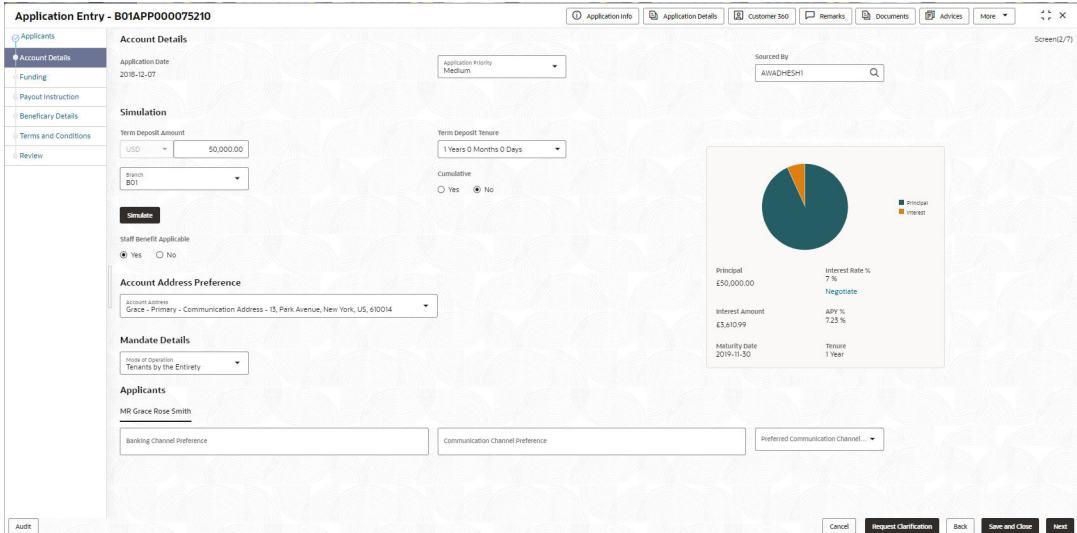 Application Entry - B01APP000075210
Application Info
Application Details
Customer 360
Remarks
Documents
Advices
More
Applicants
Account Details
Funding
Payout Instruction
Beneficary Details
Terms and Conditions
Review
Account Details
Screen(2/7)
Application Date
2018-12-07
Application Priority
Medium
Sourced By
AWADHESH1
Simulation
Term Deposit Amount
USD
50,000.00
Term Deposit Tenure
1 Years 0 Months 0 Days
Branch
B01
Cumulative
Yes No
Simulate
Staff Benefit Applicable
Yes No
Principal
Interest
Principal
£50,000.00
Interest Rate %
7 %
Negotiate
Interest Amount
£3,610.99
APY %
7.23 %
Maturity Date
2019-11-30
Tenure
1 Year
Account Address Preference
Account Address
Grace - Primary - Communication Address - 13, Park Avenue, New York, US, 610014
Mandate Details
Mode of Operation
Tenants by the Entirety
Applicants
MR Grace Rose Smith
Banking Channel Preference
Communication Channel Preference
Preferred Communication Channel...
Audit
Cancel
Request Clarification
Back
Save and Close
Next